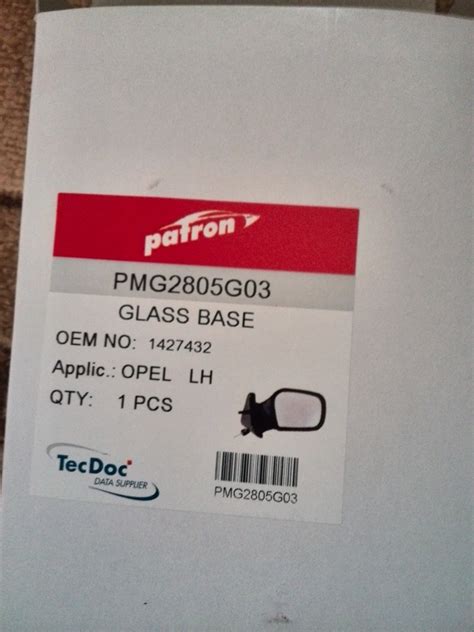 patron
PMG2805G03
GLASS BASE
OEM NO: 1427432
Applic.: OPEL LH
QTY: 1 PCS
TecDoc
DATA SUPPLIER
PMG2805G03